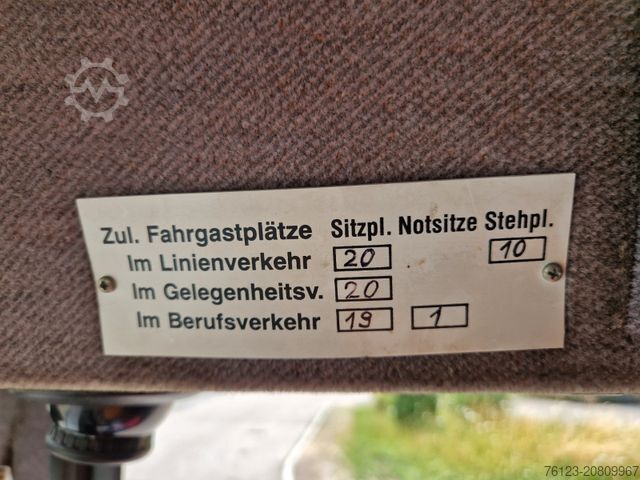 Zul. Fahrgastplätze Sitzpl. Notsitze Stehpl.
Im Linienverkehr 20 10
Im Gelegenheitsv. 20
Im Berufsverkehr 19 1
76123-20809967